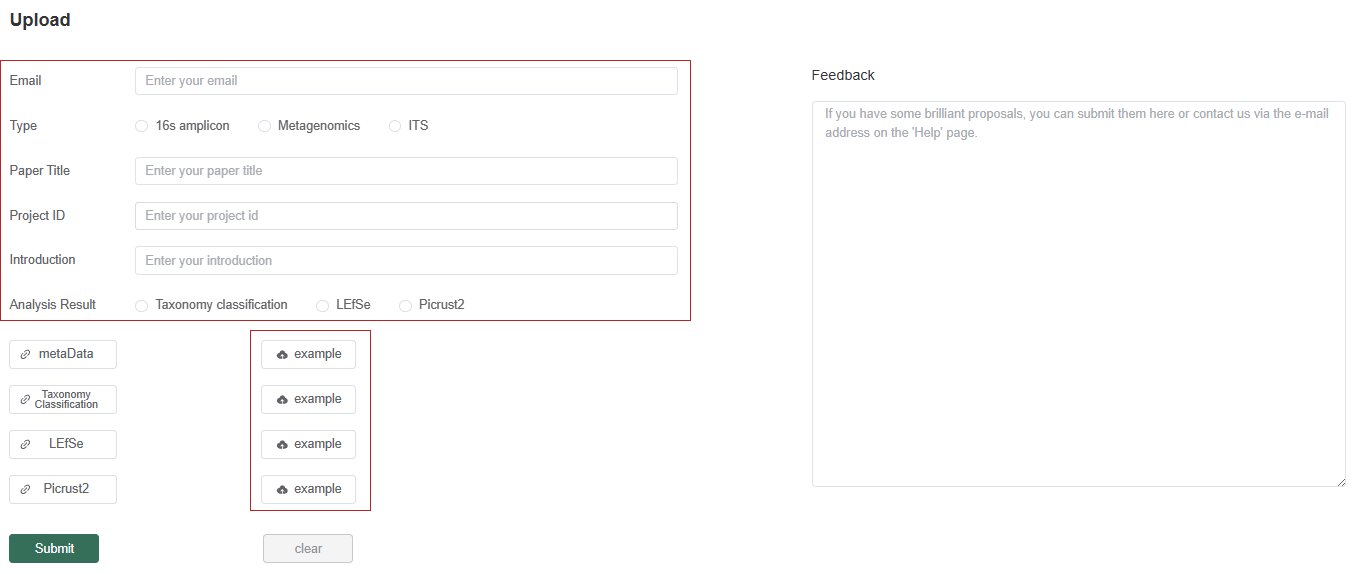 Upload
Email
Enter your email
Type
16s amplicon
Metagenomics
ITS
Paper Title
Enter your paper title
Project ID
Enter your project id
Introduction
Enter your introduction
Analysis Result
Taxonomy classification
LEfSe
Picrust2
metaData
example
Taxonomy
Classification
example
LEfSe
example
Picrust2
example
Submit
clear
Feedback
If you have some brilliant proposals, you can submit them here or contact us via the e-mail
address on the 'Help' page.